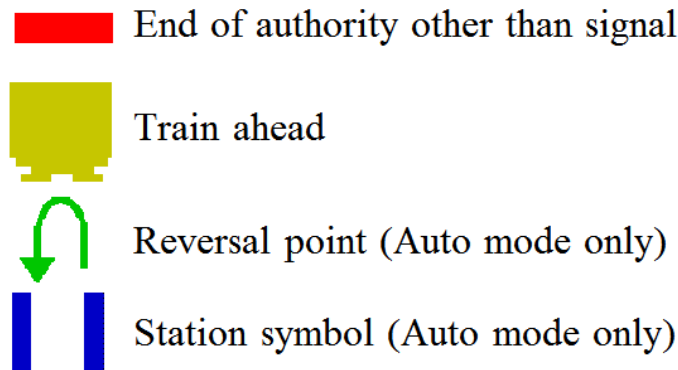 End of authority other than signal
Train ahead
Reversal point (Auto mode only)
Station symbol (Auto mode only)